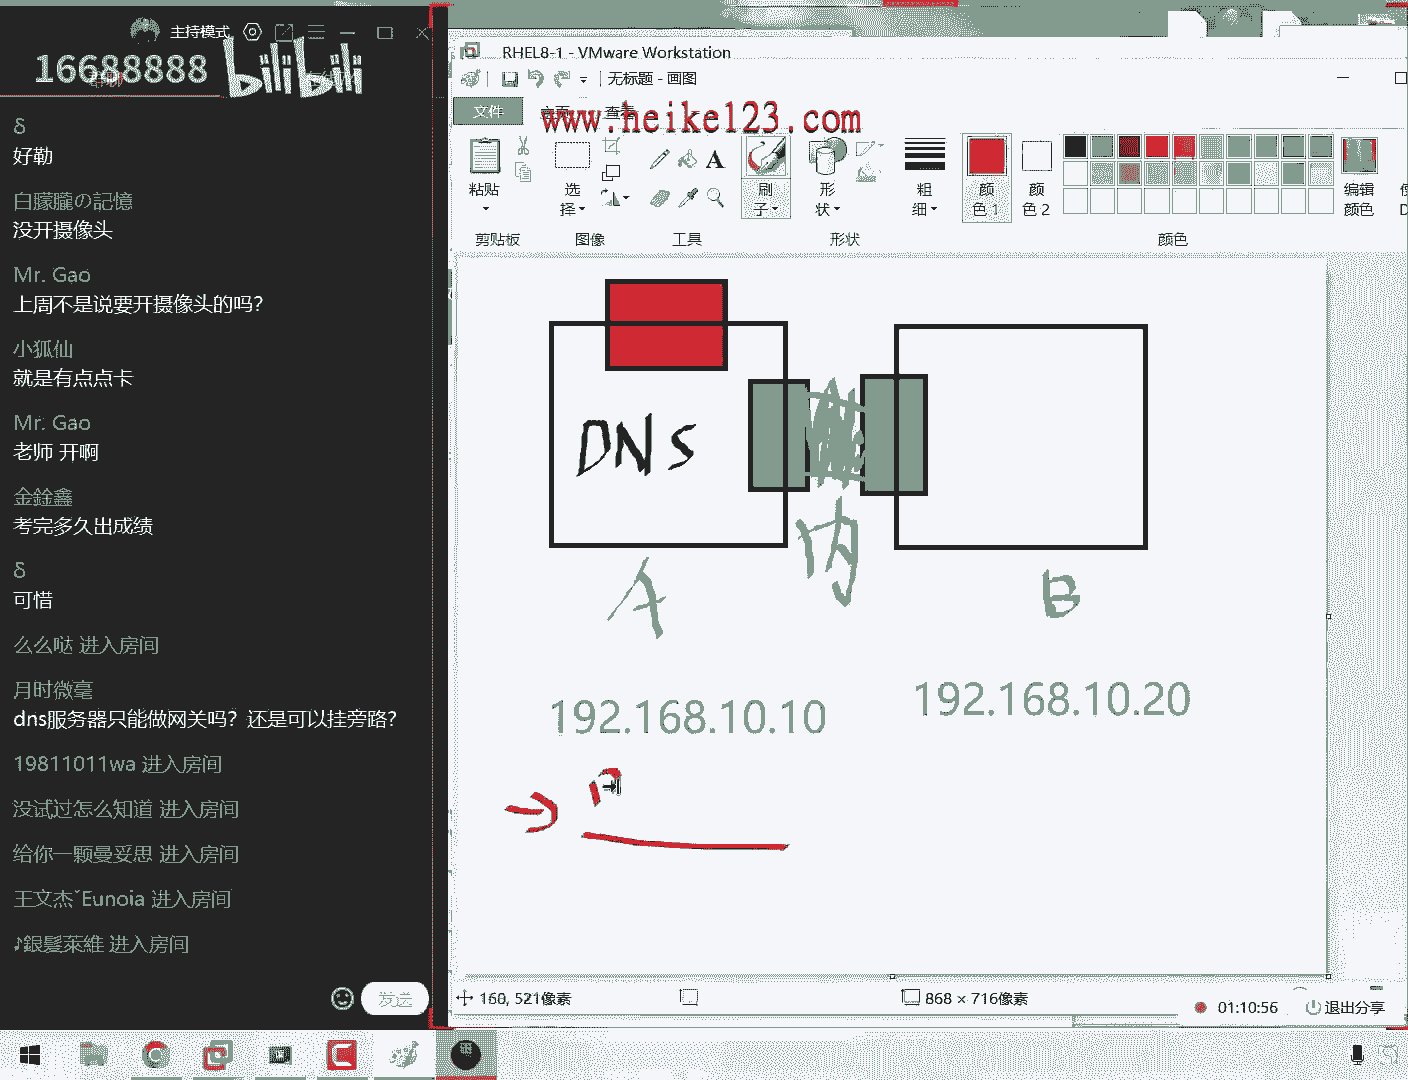 主持模式
16688888
bilibili
δ
好勒
白朦朧の記憶
没开摄像头
Mr. Gao
上周不是说要开摄像头的吗？
小狐仙
就是有点点卡
Mr. Gao
老师 开啊
金銓鑫
考完多久出成绩
δ
可惜
么么哒 进入房间
月时微毫
dns服务器只能做网关吗？还是可以挂旁路？
19811011wa 进入房间
没试过怎么知道 进入房间
给你一颗曼妥思 进入房间
王文杰ˇEunoia 进入房间
♪銀髮萊維 进入房间
发送
RHEL8-1 - VMware Workstation
无标题 - 画图
文件 主页 查看
www.heike123.com
粘贴
选择
A
刷子
形状
粗细
颜色 1
颜色 2
编辑颜色
剪贴板
图像
工具
形状
颜色
DNS
内
A
B
192.168.10.10
192.168.10.20
160, 521像素
868 × 716像素
01:10:56
退出分享